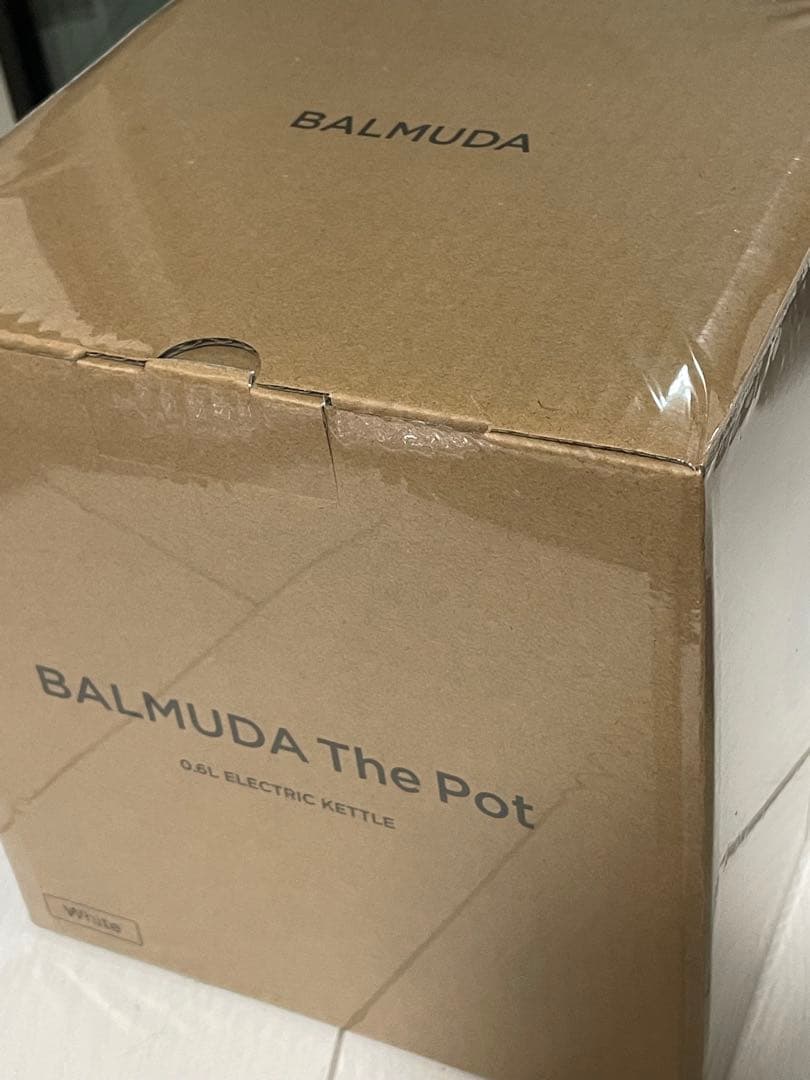 BALMUDA
BALMUDA The Pot
0.6L ELECTRIC KETTLE
White